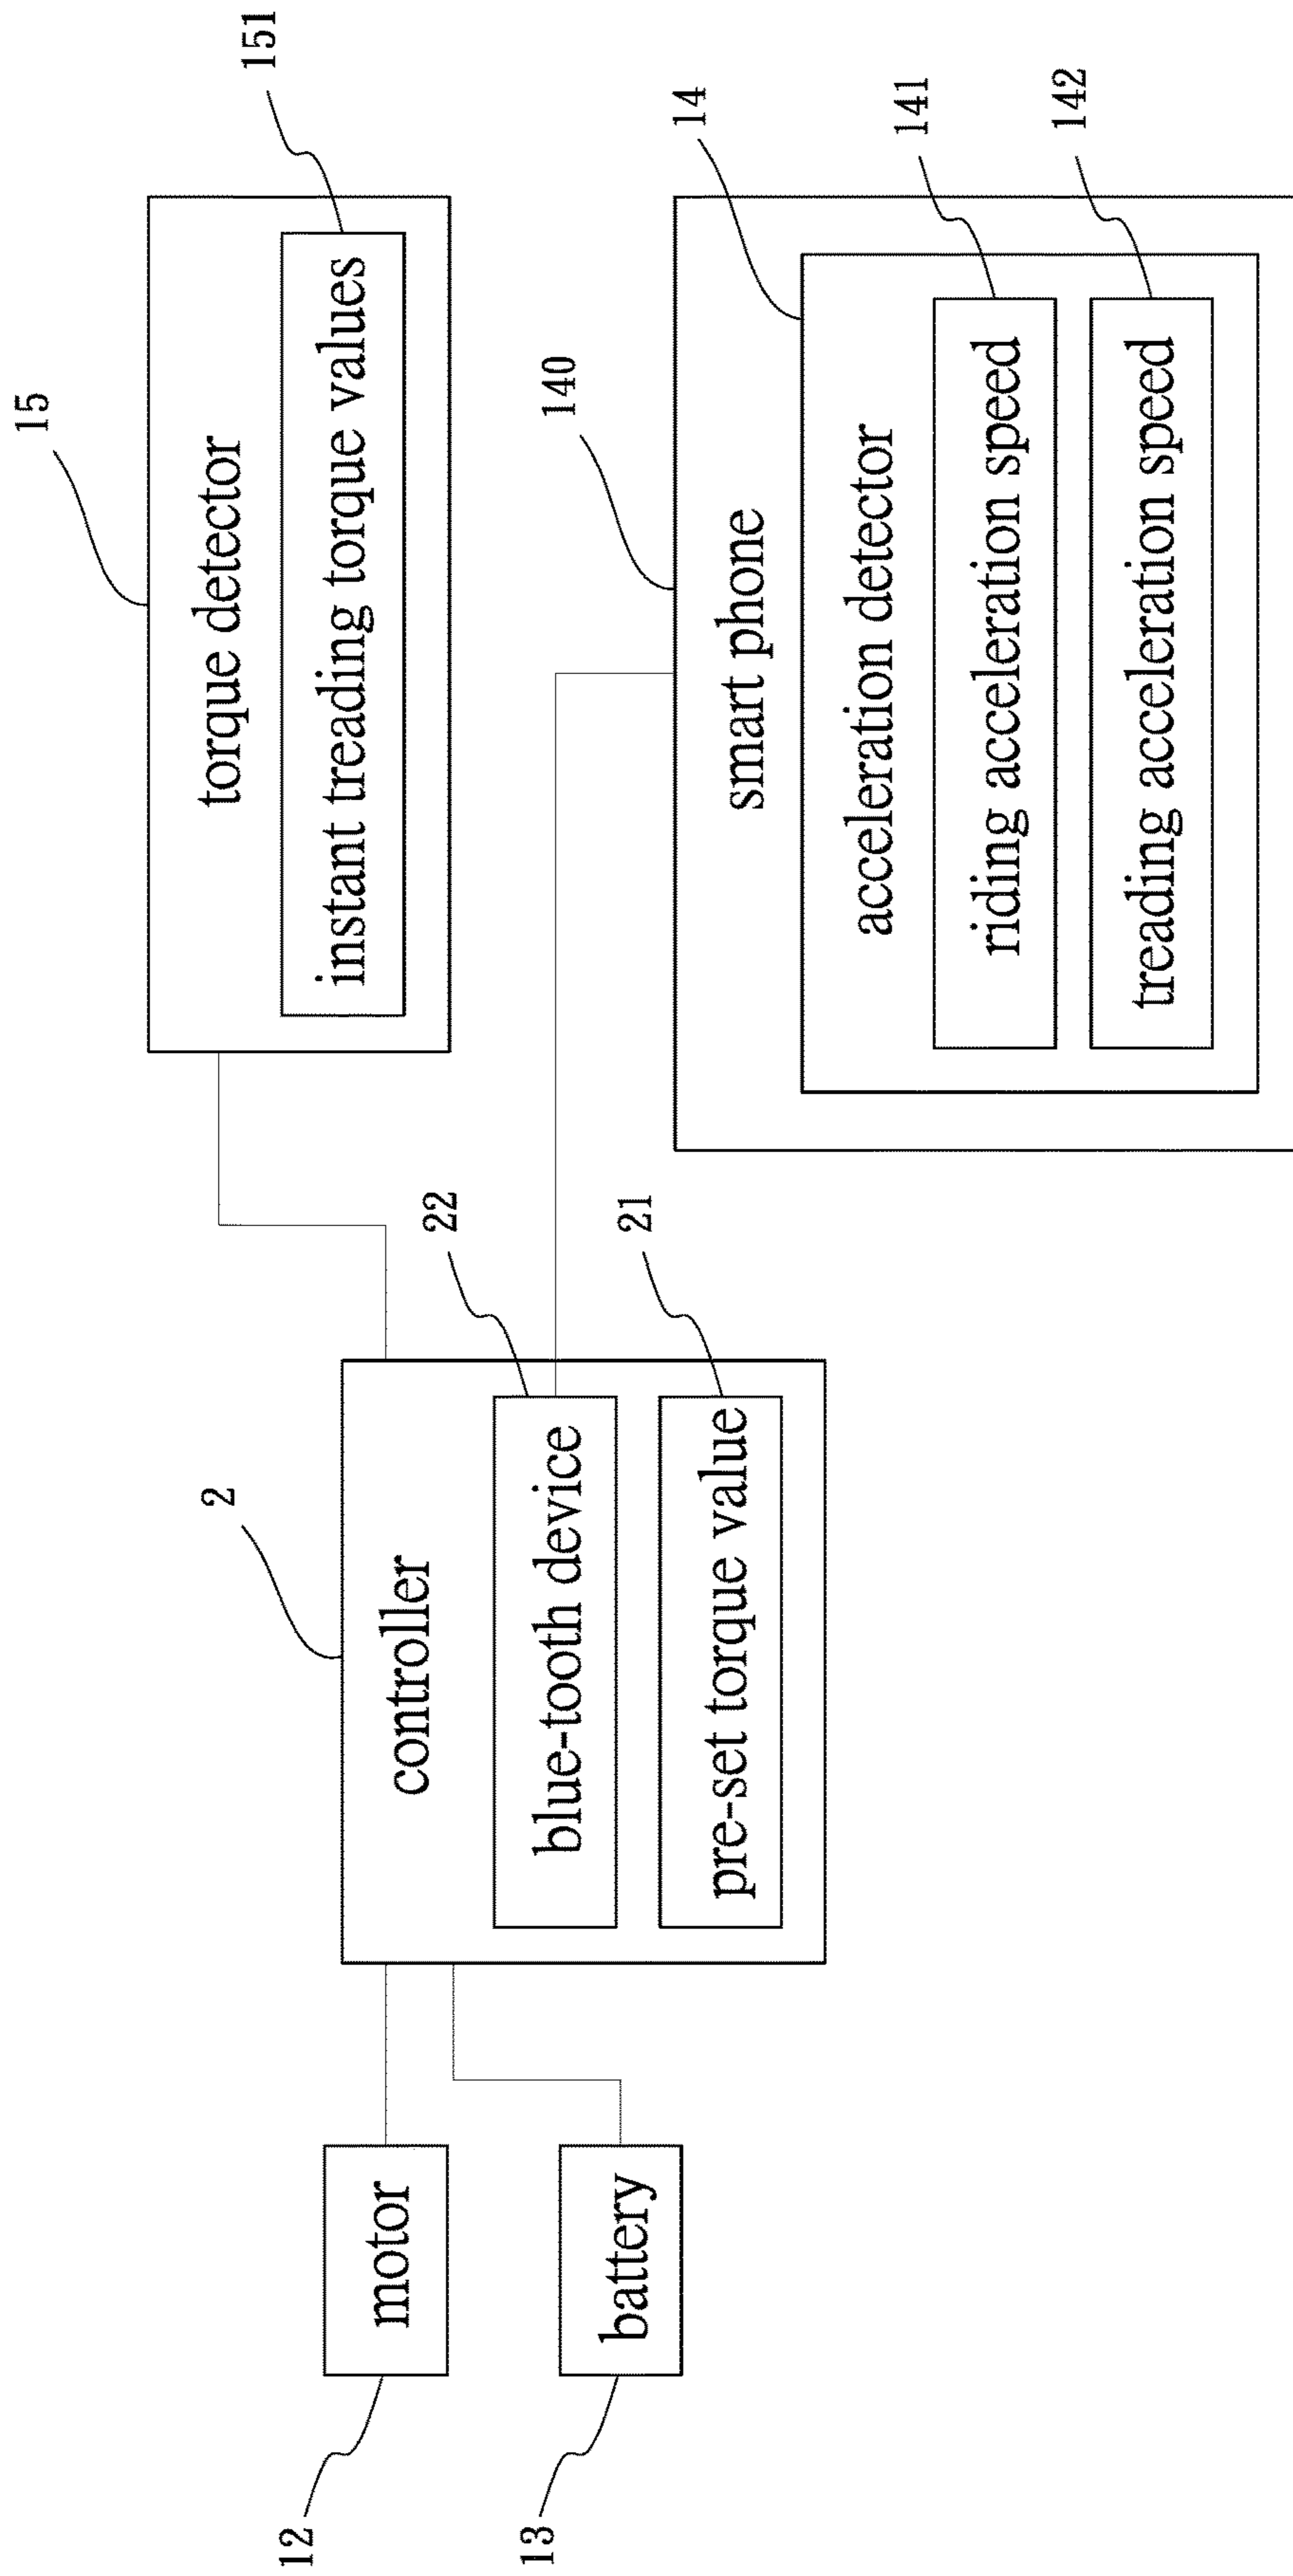 15
torque detector
151
instant treading torque values
2
controller
22
blue-tooth device
21
pre-set torque value
12
motor
13
battery
140
smart phone
14
acceleration detector
141
riding acceleration speed
142
treading acceleration speed